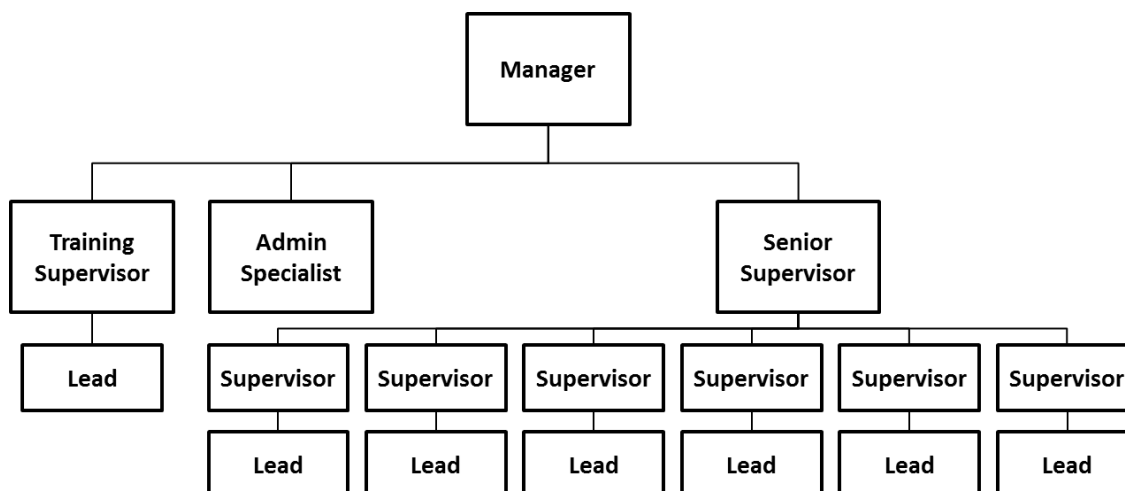 Manager
Training
Supervisor
Admin
Specialist
Senior
Supervisor
Lead
Supervisor
Supervisor
Supervisor
Supervisor
Supervisor
Supervisor
Lead
Lead
Lead
Lead
Lead
Lead